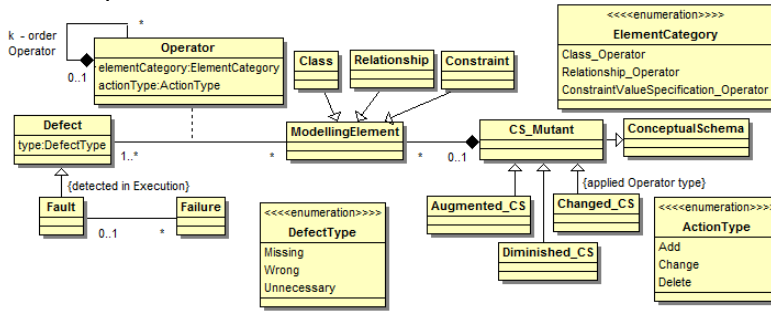 k - order
Operator
*
0..1
Operator
elementCategory:ElementCategory
actionType:ActionType
Class
Relationship
Constraint
<<<<enumeration>>>>
ElementCategory
Class_Operator
Relationship_Operator
ConstraintValueSpecification_Operator
Defect
type:DefectType
1..*
*
ModellingElement
*
0..1
CS_Mutant
ConceptualSchema
{detected in Execution}
Fault
0..1
*
Failure
<<<<enumeration>>>>
DefectType
Missing
Wrong
Unnecessary
{applied Operator type}
Augmented_CS
Diminished_CS
Changed_CS
<<<<enumeration>>>>
ActionType
Add
Change
Delete